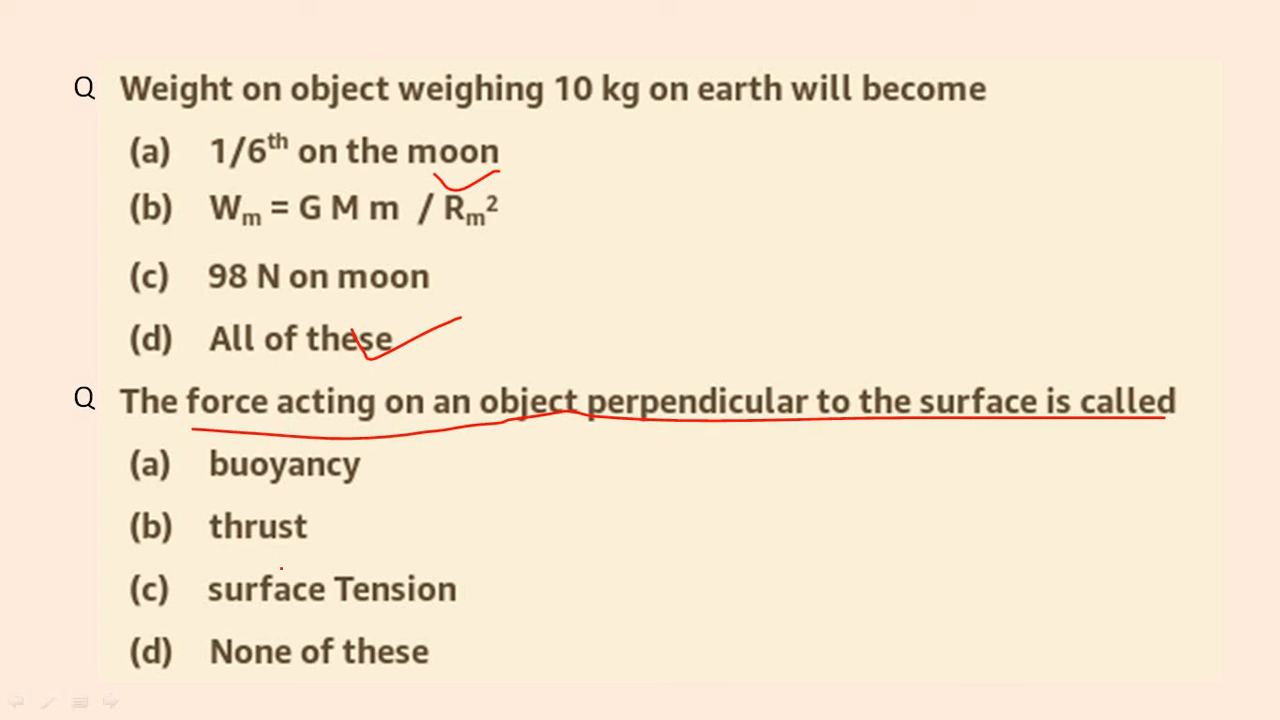 Q Weight on object weighing 10 kg on earth will become
(a) 1/6th on the moon
(b) Wm = G M m / Rm²
(c) 98 N on moon
(d) All of these
Q The force acting on an object perpendicular to the surface is called
(a) buoyancy
(b) thrust
(c) surface Tension
(d) None of these